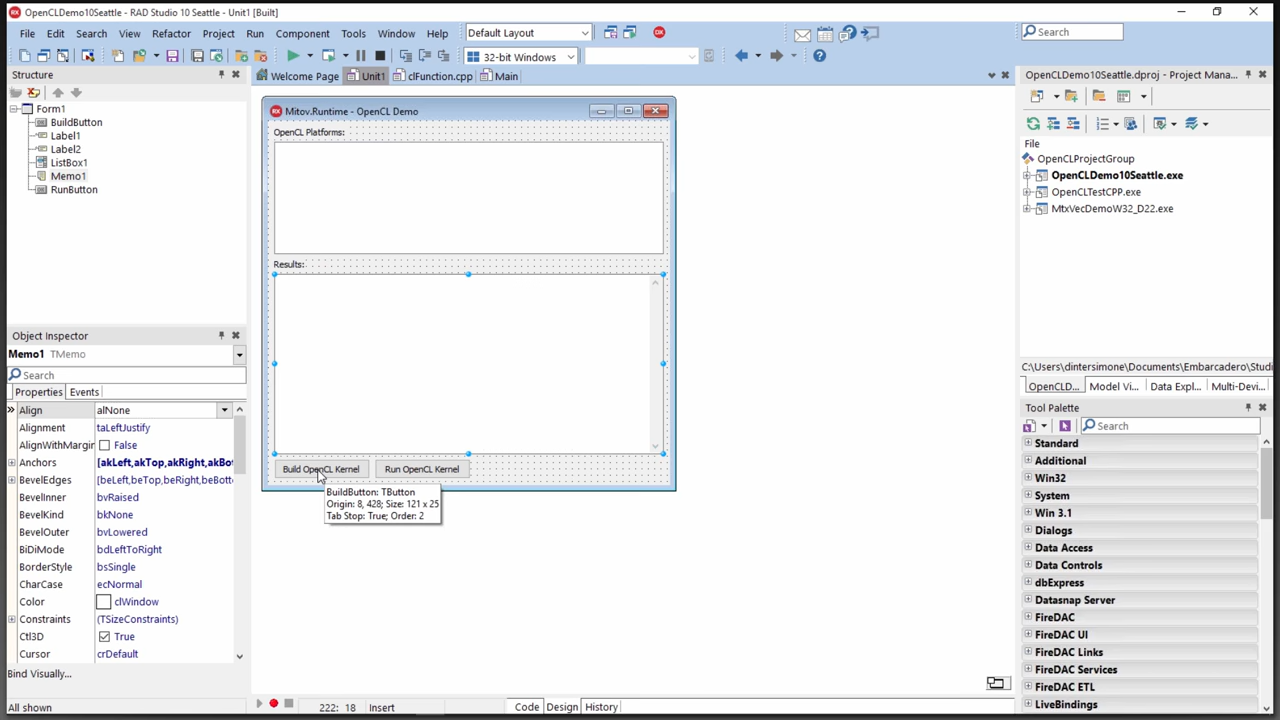 OpenCLDemo10Seattle - RAD Studio 10 Seattle - Unit1 [Built]
File Edit Search View Refactor Project Run Component Tools Window Help Default Layout Search
32-bit Windows
Structure
Form1
BuildButton
Label1
Label2
ListBox1
Memo1
RunButton
Object Inspector
Memo1 TMemo
Search
Properties Events
Align alNone
Alignment taLeftJustify
AlignWithMargin False
Anchors [akLeft,akTop,akRight,akBot
BevelEdges [beLeft,beTop,beRight,beBotte
BevelInner bvRaised
BevelKind bkNone
BevelOuter bvLowered
BiDiMode bdLeftToRight
BorderStyle bsSingle
CharCase ecNormal
Color clWindow
Constraints (TSizeConstraints)
Ctl3D True
Cursor crDefault
Bind Visually...
All shown
Welcome Page Unit1 clFunction.cpp Main
Mitov.Runtime - OpenCL Demo
OpenCL Platforms:
Results:
Build OpenCL Kernel Run OpenCL Kernel
BuildButton: TButton
Origin: 8, 428; Size: 121 x 25
Tab Stop: True; Order: 2
222: 18 Insert Code Design History
OpenCLDemo10Seattle.dproj - Project Mana...
File
OpenCLProjectGroup
OpenCLDemo10Seattle.exe
OpenCLTestCPP.exe
MtxVecDemoW32_D22.exe
C:\Users\dintersimone\Documents\Embarcadero\Studi
OpenCLD... Model Vi... Data Expl... Multi-Devi...
Tool Palette
Search
Standard
Additional
Win32
System
Win 3.1
Dialogs
Data Access
Data Controls
dbExpress
Datasnap Server
FireDAC
FireDAC UI
FireDAC Links
FireDAC Services
FireDAC ETL
LiveBindings